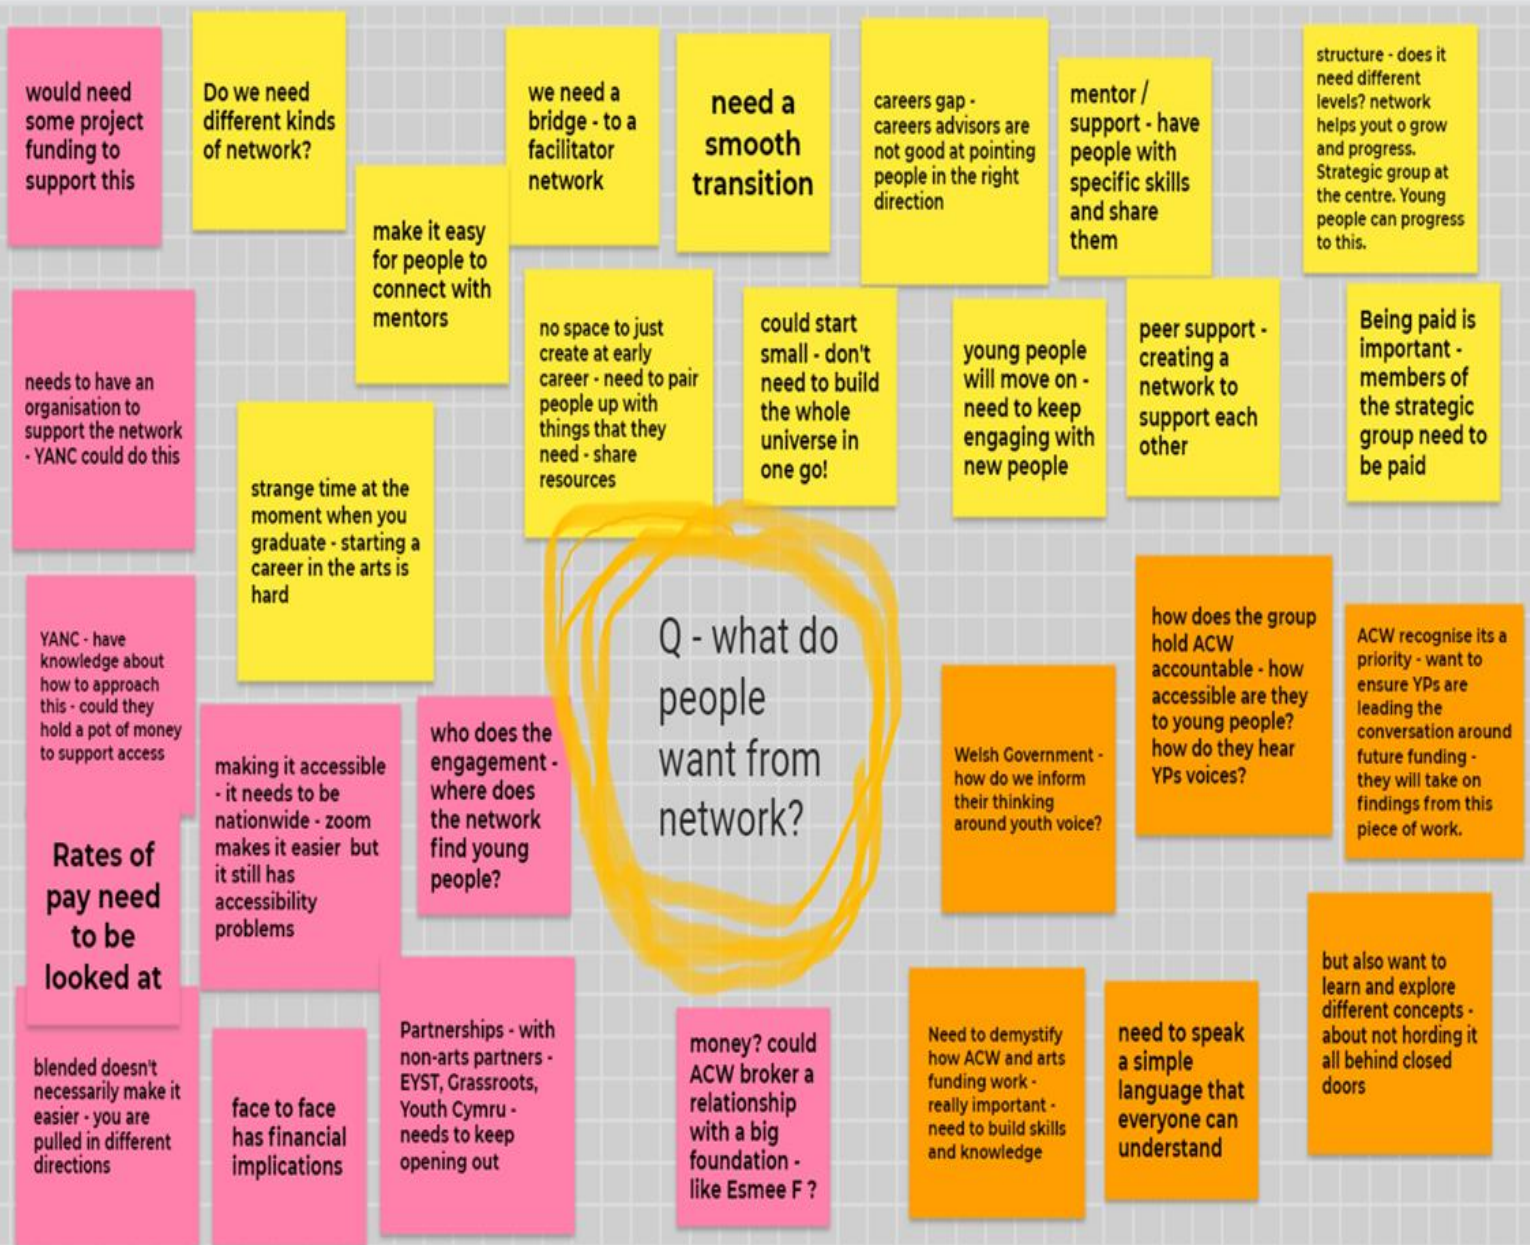 would need
some project
funding to
support this
Do we need
different kinds
of network?
make it easy
for people to
connect with
mentors
we need a
bridge - to a
facilitator
network
need a
smooth
transition
careers gap -
careers advisors are
not good at pointing
people in the right
direction
mentor /
support - have
people with
specific skills
and share
them
structure - does it
need different
levels? network
helps yout o grow
and progress.
Strategic group at
the centre. Young
people can progress
to this.
needs to have an
organisation to
support the network
- YANC could do this
strange time at the
moment when you
graduate - starting a
career in the arts is
hard
no space to just
create at early
career - need to pair
people up with
things that they
need - share
resources
could start
small - don't
need to build
the whole
universe in
one go!
young people
will move on -
need to keep
engaging with
new people
peer support -
creating a
network to
support each
other
Being paid is
important -
members of
the strategic
group need to
be paid
YANC - have
knowledge about
how to approach
this - could they
hold a pot of money
to support access
Rates of
pay need
to be
looked at
making it accessible
- it needs to be
nationwide - zoom
makes it easier but
it still has
accessibility
problems
who does the
engagement -
where does
the network
find young
people?
Q - what do
people
want from
network?
Welsh Government -
how do we inform
their thinking
around youth voice?
how does the group
hold ACW
accountable - how
accessible are they
to young people?
how do they hear
YPs voices?
ACW recognise its a
priority - want to
ensure YPs are
leading the
conversation around
future funding -
they will take on
findings from this
piece of work.
blended doesn't
necessarily make it
easier - you are
pulled in different
directions
face to face
has financial
implications
Partnerships - with
non-arts partners -
EYST, Grassroots,
Youth Cymru -
needs to keep
opening out
money? could
ACW broker a
relationship
with a big
foundation -
like Esmee F ?
Need to demystify
how ACW and arts
funding work -
really important -
need to build skills
and knowledge
need to speak
a simple
language that
everyone can
understand
but also want to
learn and explore
different concepts -
about not hording it
all behind closed
doors